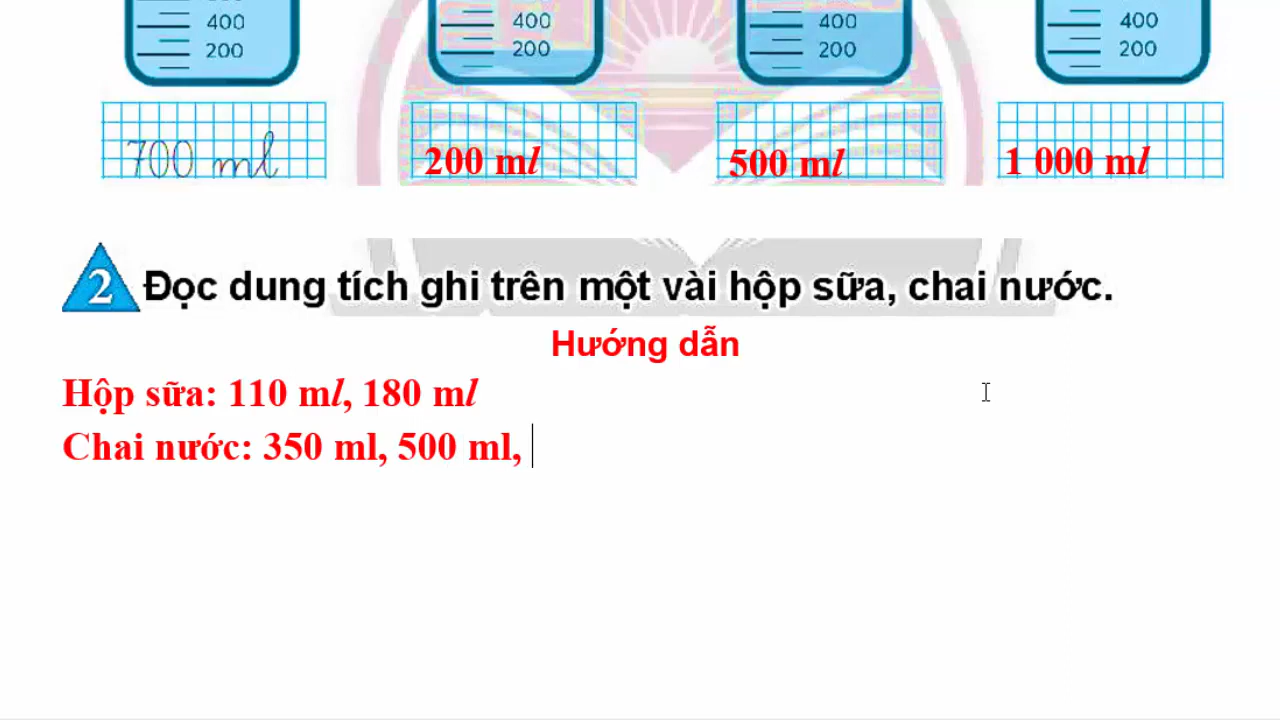 400 400 400 400
200 200 200 200
700 ml 200 ml 500 ml 1 000 ml
2 Đọc dung tích ghi trên một vài hộp sữa, chai nước.
Hướng dẫn
Hộp sữa: 110 ml, 180 ml
Chai nước: 350 ml, 500 ml,